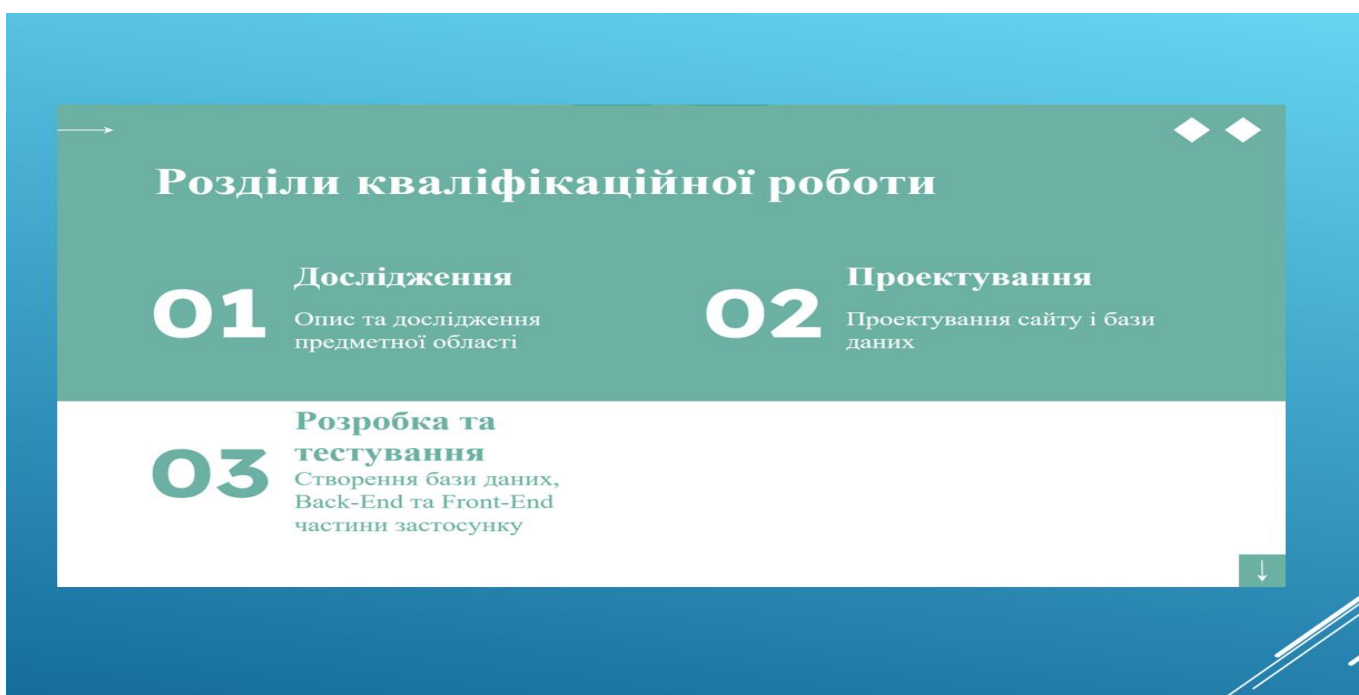 Розділи кваліфікаційної роботи
01
Дослідження
Опис та дослідження
предметної області
02
Проектування
Проектування сайту і бази
даних
03
Розробка та
тестування
Створення бази даних,
Back-End та Front-End
частини застосунку